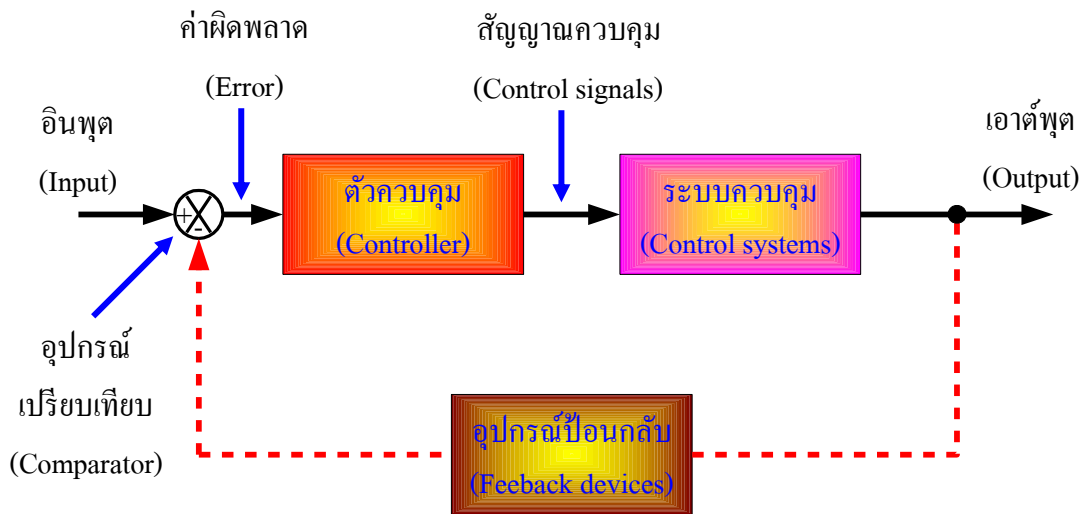 ค่าผิดพลาด
(Error)
สัญญาณควบคุม
(Control signals)
อินพุต
(Input)
เอาต์พุต
(Output)
+
-
ตัวควบคุม
(Controller)
ระบบควบคุม
(Control systems)
อุปกรณ์
เปรียบเทียบ
(Comparator)
อุปกรณ์ป้อนกลับ
(Feeback devices)